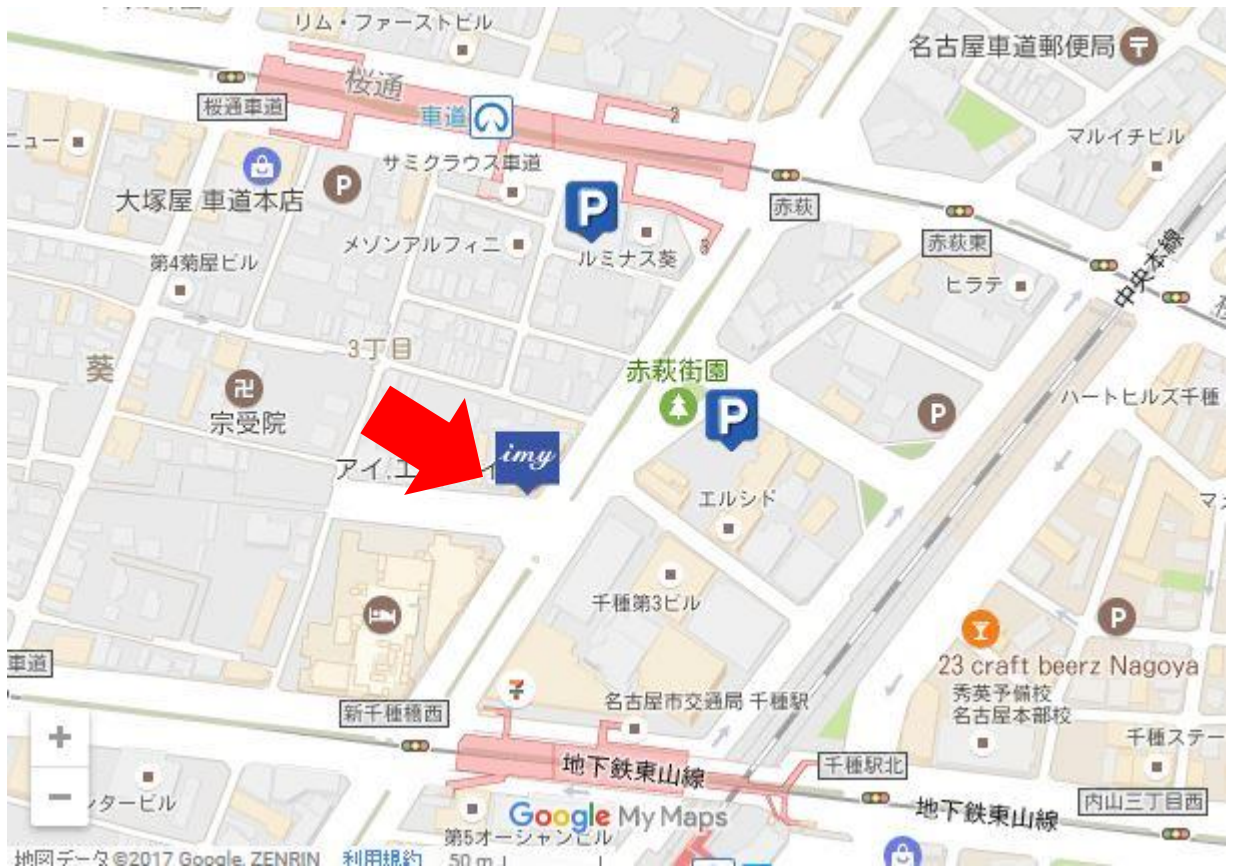 リム・ファーストビル
名古屋車道郵便局
桜通
桜通車道
車道
2
マルイチビル
ニュー
サミクラウス車道
P
P
大塚屋 車道本店
赤萩
メゾンアルフィニ
ルミナス葵
3
赤萩東
中央本線
第4菊屋ビル
ヒラテ
3丁目
葵
赤萩街園
P
P
ハートヒルズ千種
宗受院
imy
アイ.エ
エルシド
千種第3ビル
P
23 craft beerz Nagoya
車道
秀英予備校
名古屋本部校
名古屋市交通局 千種駅
新千種橋西
千種ステー
+
地下鉄東山線
千種駅北
−
ンタービル
Google My Maps
地下鉄東山線
内山三丁目西
第5オーシャンビル
地図データ©2017 Google, ZENRIN 利用規約 50 m